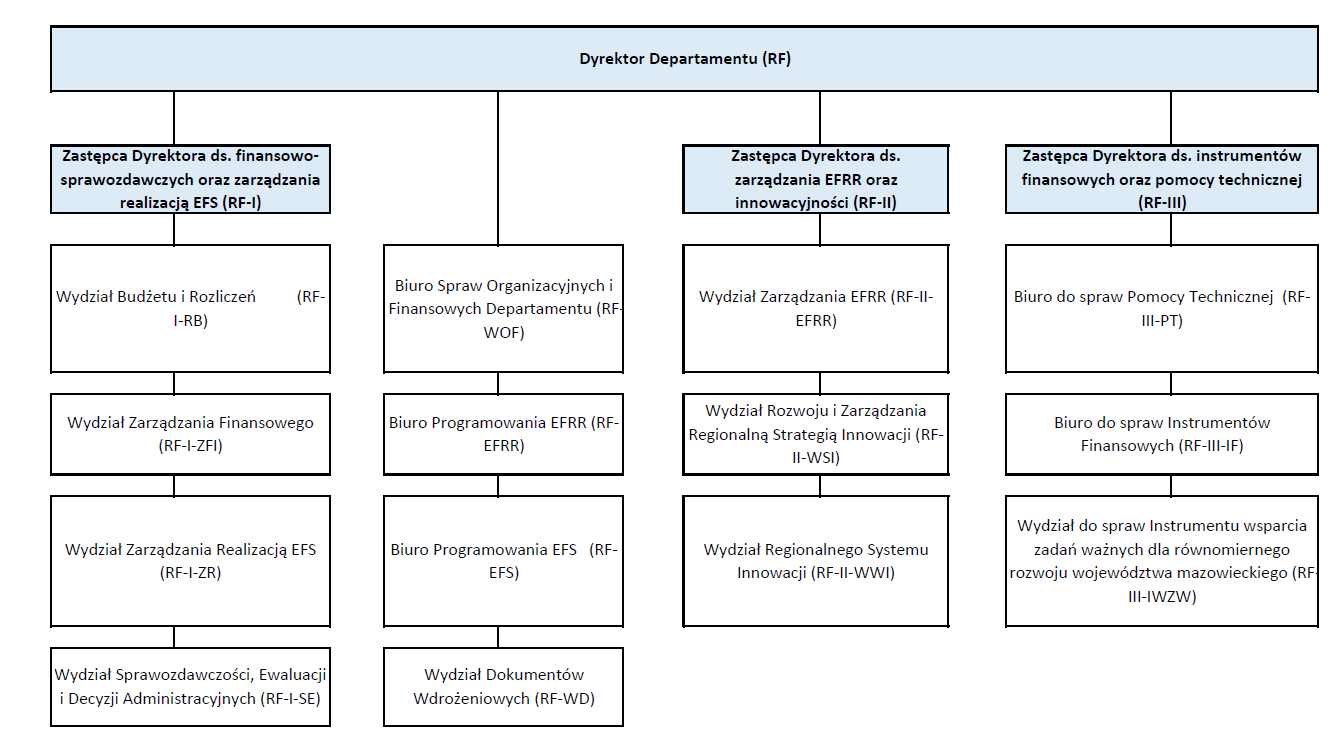 Dyrektor Departamentu (RF)
Zastępca Dyrektora ds. finansowo-
sprawozdawczych oraz zarządzania
realizacją EFS (RF-I)
Zastępca Dyrektora ds.
zarządzania EFRR oraz
innowacyjności (RF-II)
Zastępca Dyrektora ds. instrumentów
finansowych oraz pomocy technicznej
(RF-III)
Wydział Budżetu i Rozliczeń (RF-
I-RB)
Biuro Spraw Organizacyjnych i
Finansowych Departamentu (RF-
WOF)
Wydział Zarządzania EFRR (RF-II-
EFRR)
Biuro do spraw Pomocy Technicznej (RF-
III-PT)
Wydział Zarządzania Finansowego
(RF-I-ZFI)
Biuro Programowania EFRR (RF-
EFRR)
Wydział Rozwoju i Zarządzania
Regionalną Strategią Innowacji (RF-
II-WSI)
Biuro do spraw Instrumentów
Finansowych (RF-III-IF)
Wydział Zarządzania Realizacją EFS
(RF-I-ZR)
Biuro Programowania EFS (RF-
EFS)
Wydział Regionalnego Systemu
Innowacji (RF-II-WWI)
Wydział do spraw Instrumentu wsparcia
zadań ważnych dla równomiernego
rozwoju województwa mazowieckiego (RF-
III-IWZW)
Wydział Sprawozdawczości, Ewaluacji
i Decyzji Administracyjnych (RF-I-SE)
Wydział Dokumentów
Wdrożeniowych (RF-WD)